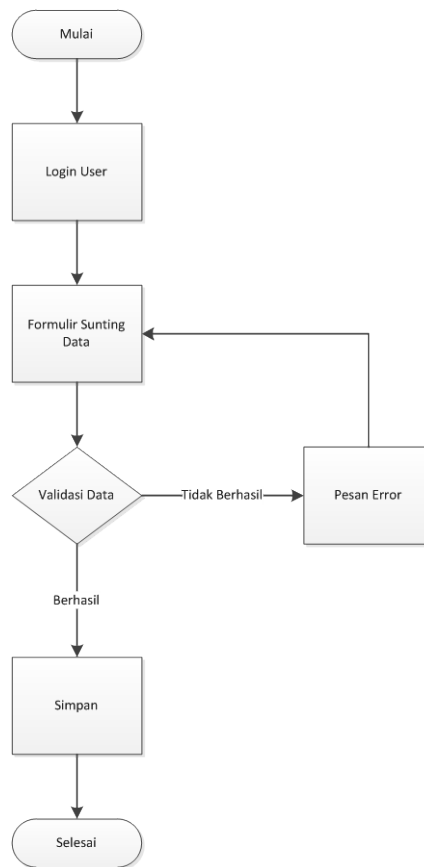 Mulai
Login User
Formulir Sunting
Data
Validasi Data
Tidak Berhasil
Pesan Error
Berhasil
Simpan
Selesai